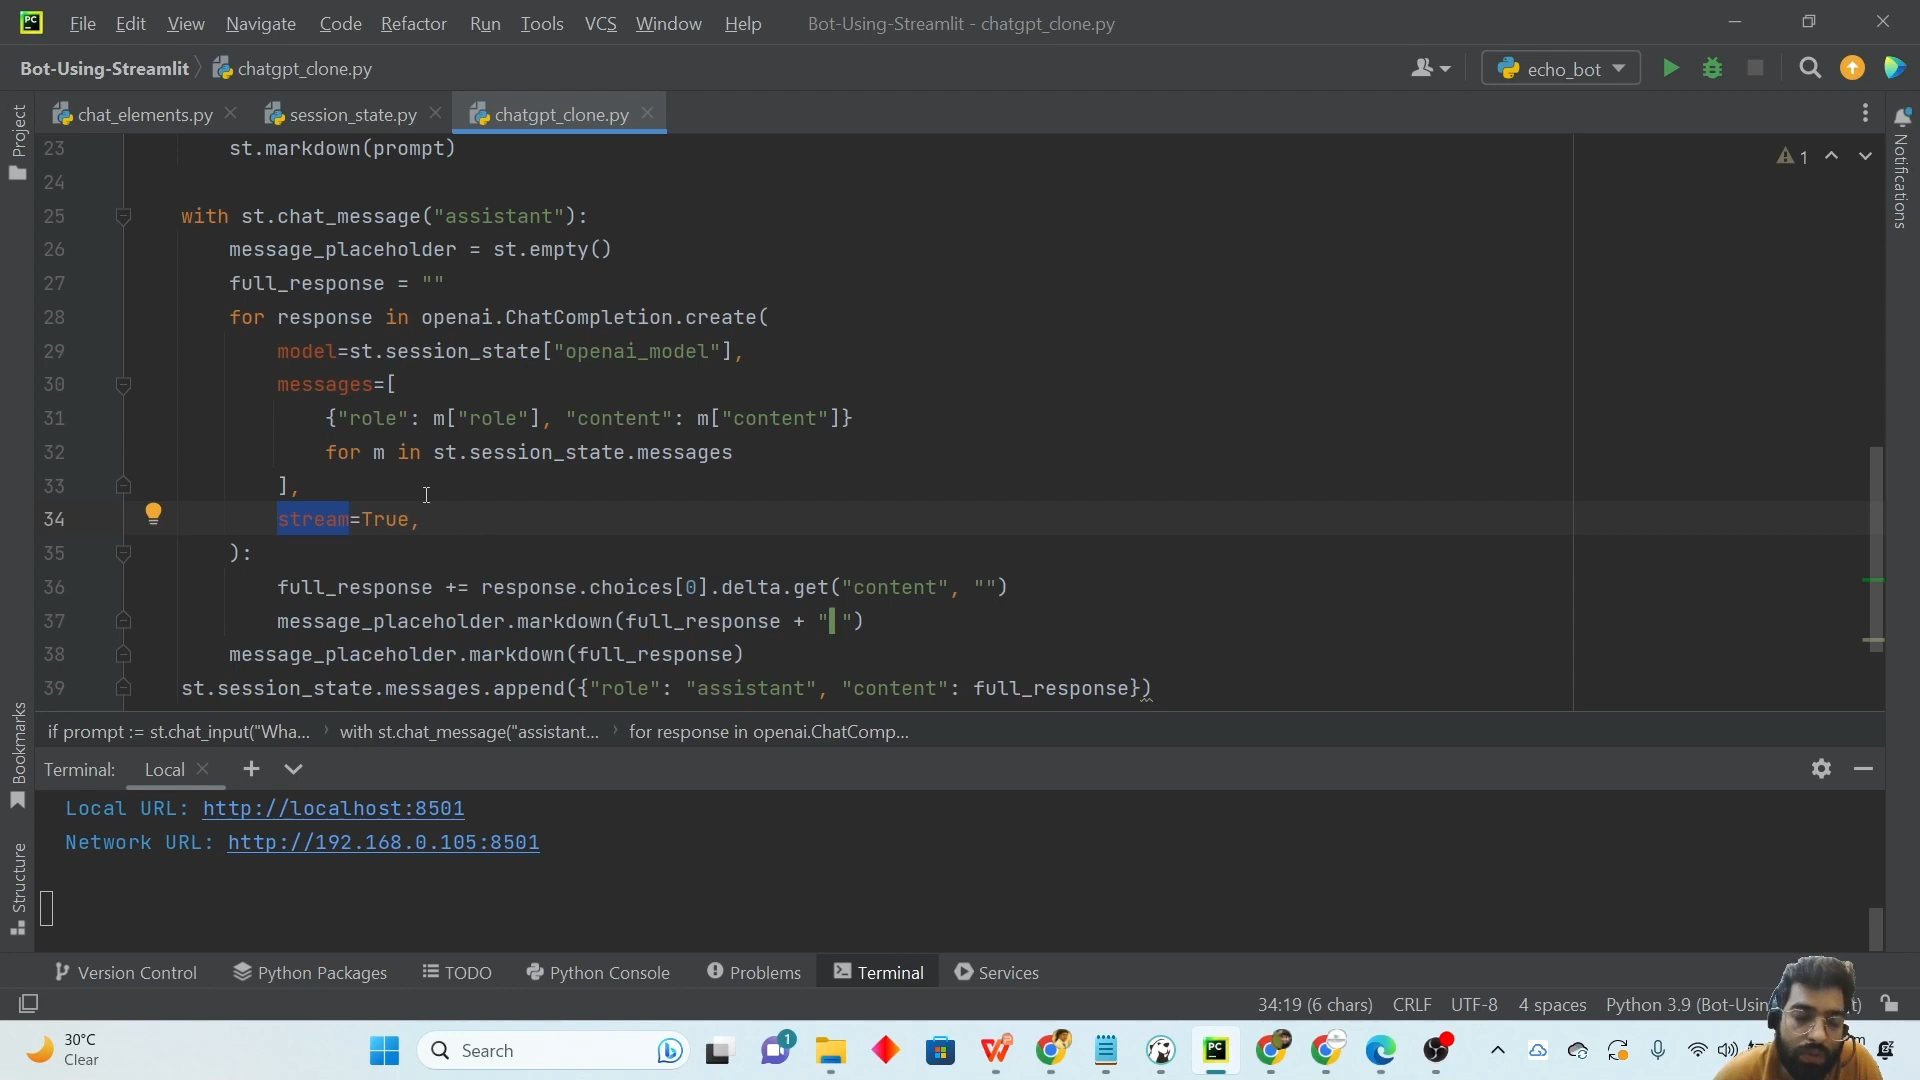 PC File Edit View Navigate Code Refactor Run Tools VCS Window Help Bot-Using-Streamlit - chatgpt_clone.py
Bot-Using-Streamlit chatgpt_clone.py echo_bot
Project
chat_elements.py session_state.py chatgpt_clone.py
Notifications
1
23 st.markdown(prompt)
24
25 with st.chat_message("assistant"):
26 message_placeholder = st.empty()
27 full_response = ""
28 for response in openai.ChatCompletion.create(
29 model=st.session_state["openai_model"],
30 messages=[
31 {"role": m["role"], "content": m["content"]}
32 for m in st.session_state.messages
33 ],
34 stream=True,
35 ):
36 full_response += response.choices[0].delta.get("content", "")
37 message_placeholder.markdown(full_response + "▌ ")
38 message_placeholder.markdown(full_response)
39 st.session_state.messages.append({"role": "assistant", "content": full_response})
if prompt := st.chat_input("Wha... › with st.chat_message("assistant... › for response in openai.ChatComp...
Bookmarks
Structure
Terminal: Local
Local URL: http://localhost:8501
Network URL: http://192.168.0.105:8501
Version Control Python Packages TODO Python Console Problems Terminal Services
34:19 (6 chars) CRLF UTF-8 4 spaces Python 3.9 (Bot-Usin
30°C
Clear
Search
1
PC